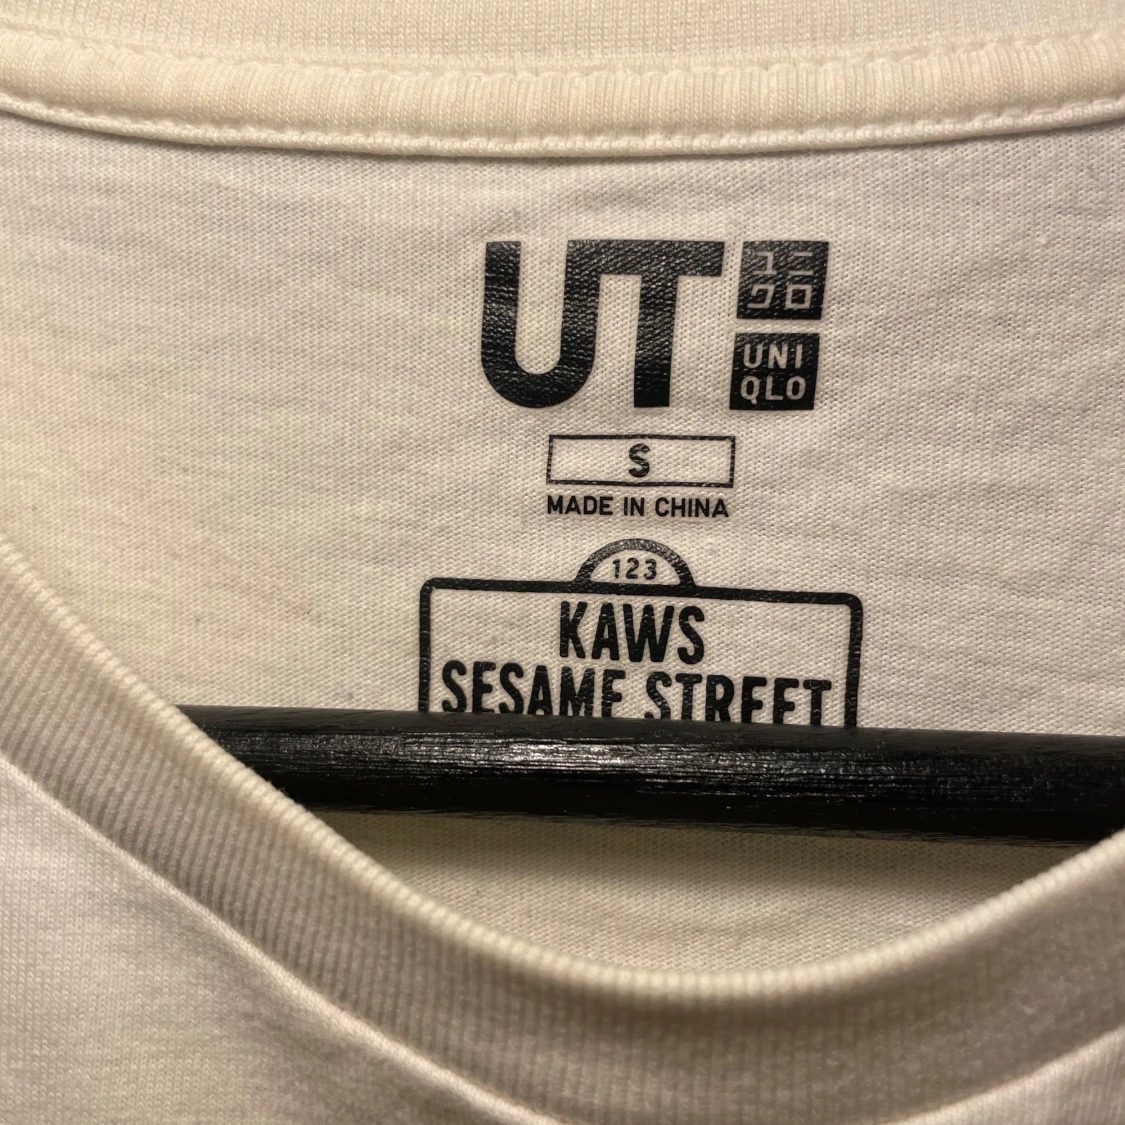 UT
ユニ
クロ
UNI
QLO
S
MADE IN CHINA
123
KAWS
SESAME STREET